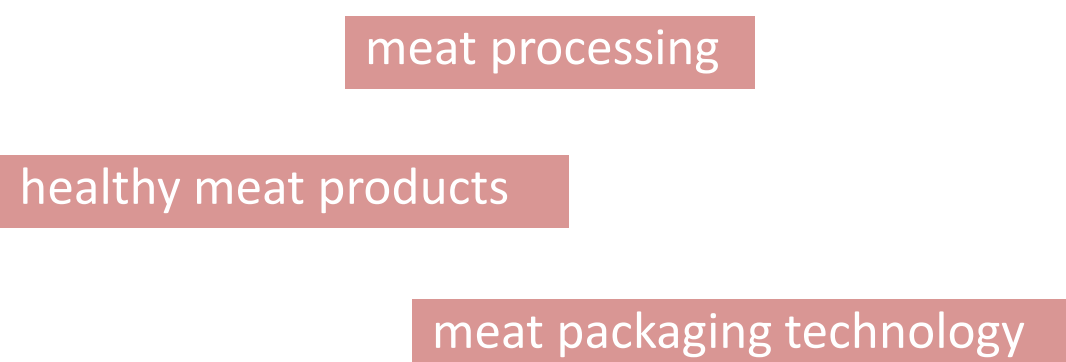 meat processing
healthy meat products
meat packaging technology